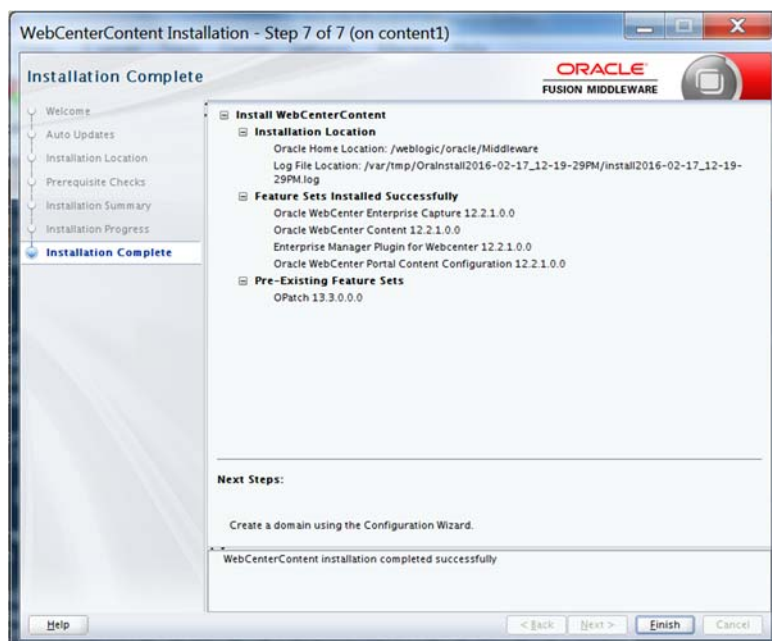 WebCenterContent Installation - Step 7 of 7 (on content1)
Installation Complete
ORACLE
FUSION MIDDLEWARE
Welcome
Auto Updates
Installation Location
Prerequisite Checks
Installation Summary
Installation Progress
Installation Complete
Install WebCenterContent
Installation Location
Oracle Home Location: /weblogic/oracle/Middleware
Log File Location: /var/tmp/OraInstall2016-02-17_12-19-29PM/install2016-02-17_12-19-
29PM.log
Feature Sets Installed Successfully
Oracle WebCenter Enterprise Capture 12.2.1.0.0
Oracle WebCenter Content 12.2.1.0.0
Enterprise Manager Plugin for Webcenter 12.2.1.0.0
Oracle WebCenter Portal Content Configuration 12.2.1.0.0
Pre-Existing Feature Sets
OPatch 13.3.0.0.0
Next Steps:
Create a domain using the Configuration Wizard.
WebCenterContent installation completed successfully
Help
< Back
Next >
Finish
Cancel